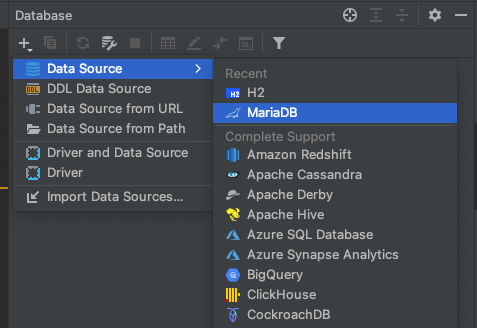 Database
Data Source
DDL Data Source
Data Source from URL
Data Source from Path
Driver and Data Source
Driver
Import Data Sources...
Recent
H2
MariaDB
Complete Support
Amazon Redshift
Apache Cassandra
Apache Derby
Apache Hive
Azure SQL Database
Azure Synapse Analytics
BigQuery
ClickHouse
CockroachDB